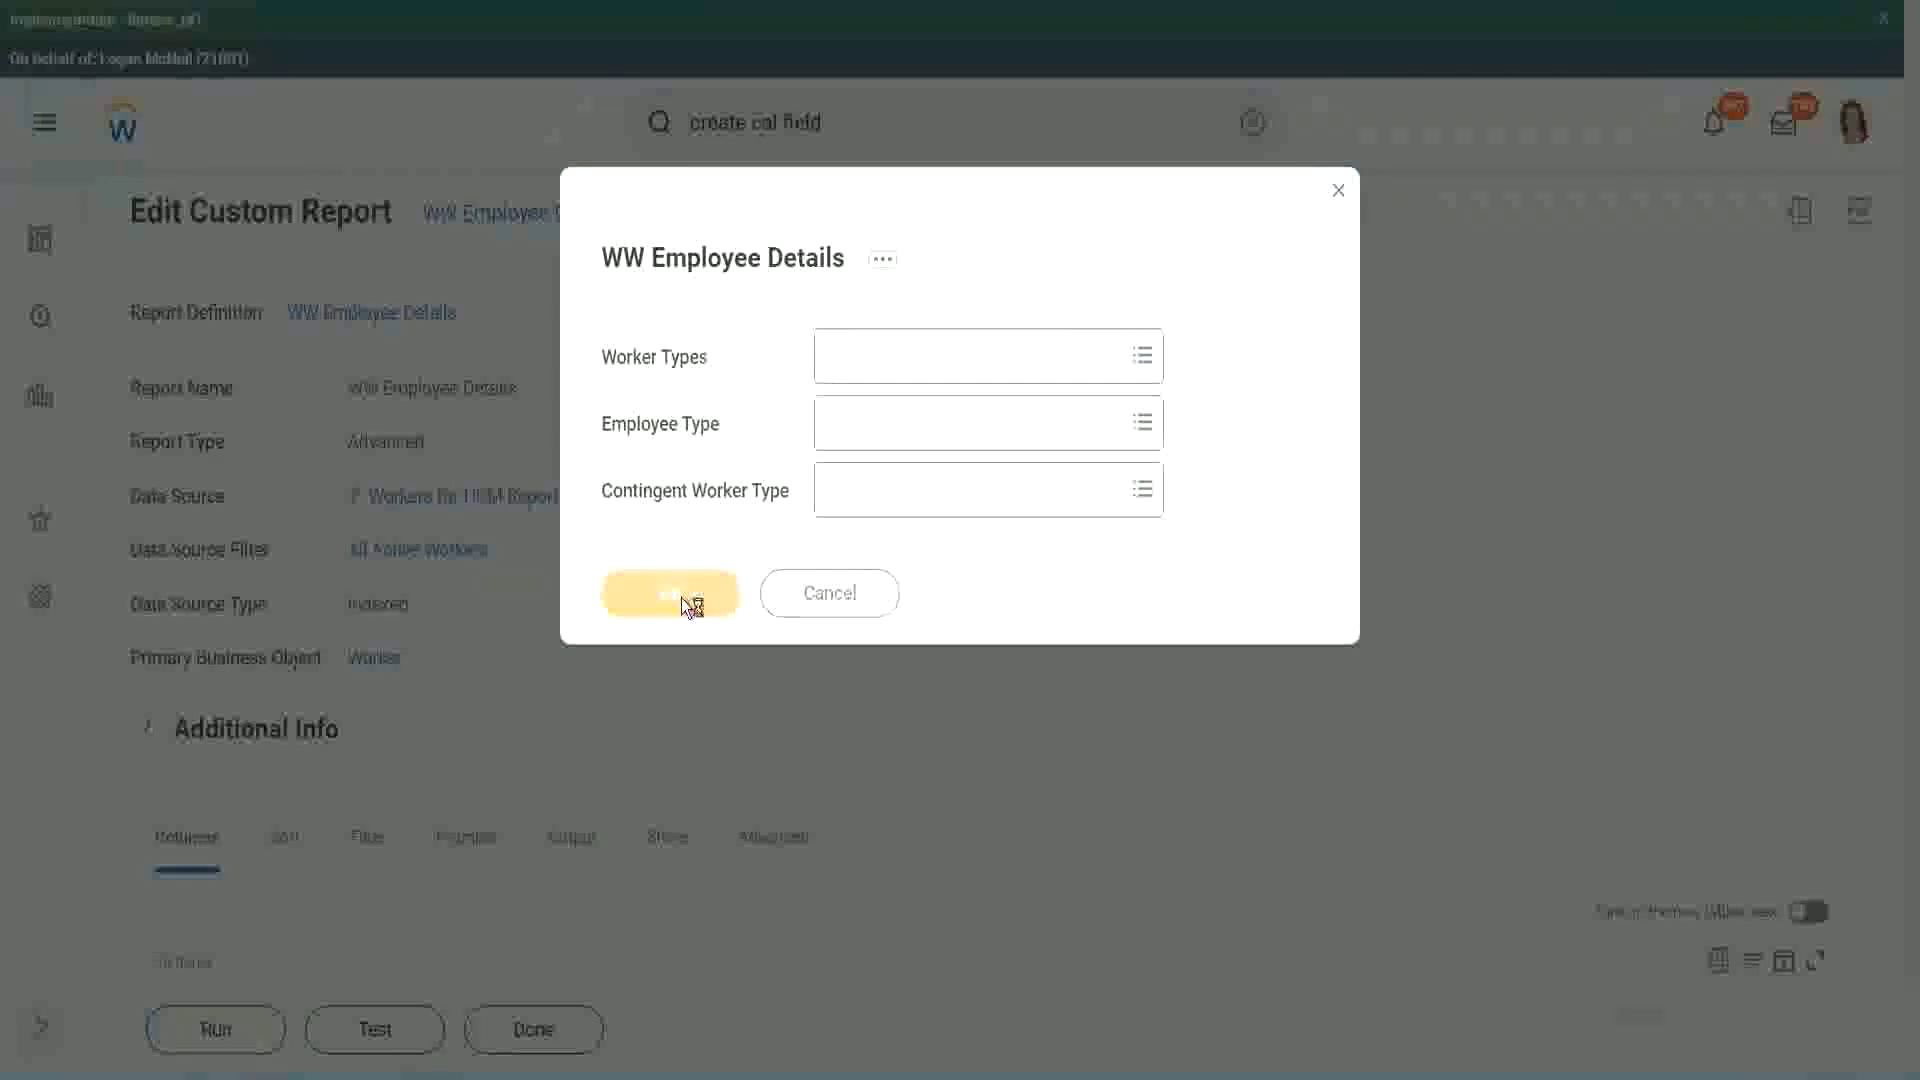 On behalf of: Logan McNeil (21001)
W
create cal field
Edit Custom Report
WW Employee
WW Employee Details
Report Definition
WW Employee Details
Worker Types
Report Name
WW Employee Details
Employee Type
Report Type
Advanced
Contingent Worker Type
Data Source
Workers for HCM Report
Data Source Filter
All Active Workers
Cancel
Data Source Type
Indexed
Primary Business Object
Worker
Additional Info
Columns
Sort
Filter
Prompts
Output
Share
Advanced
Run
Test
Done